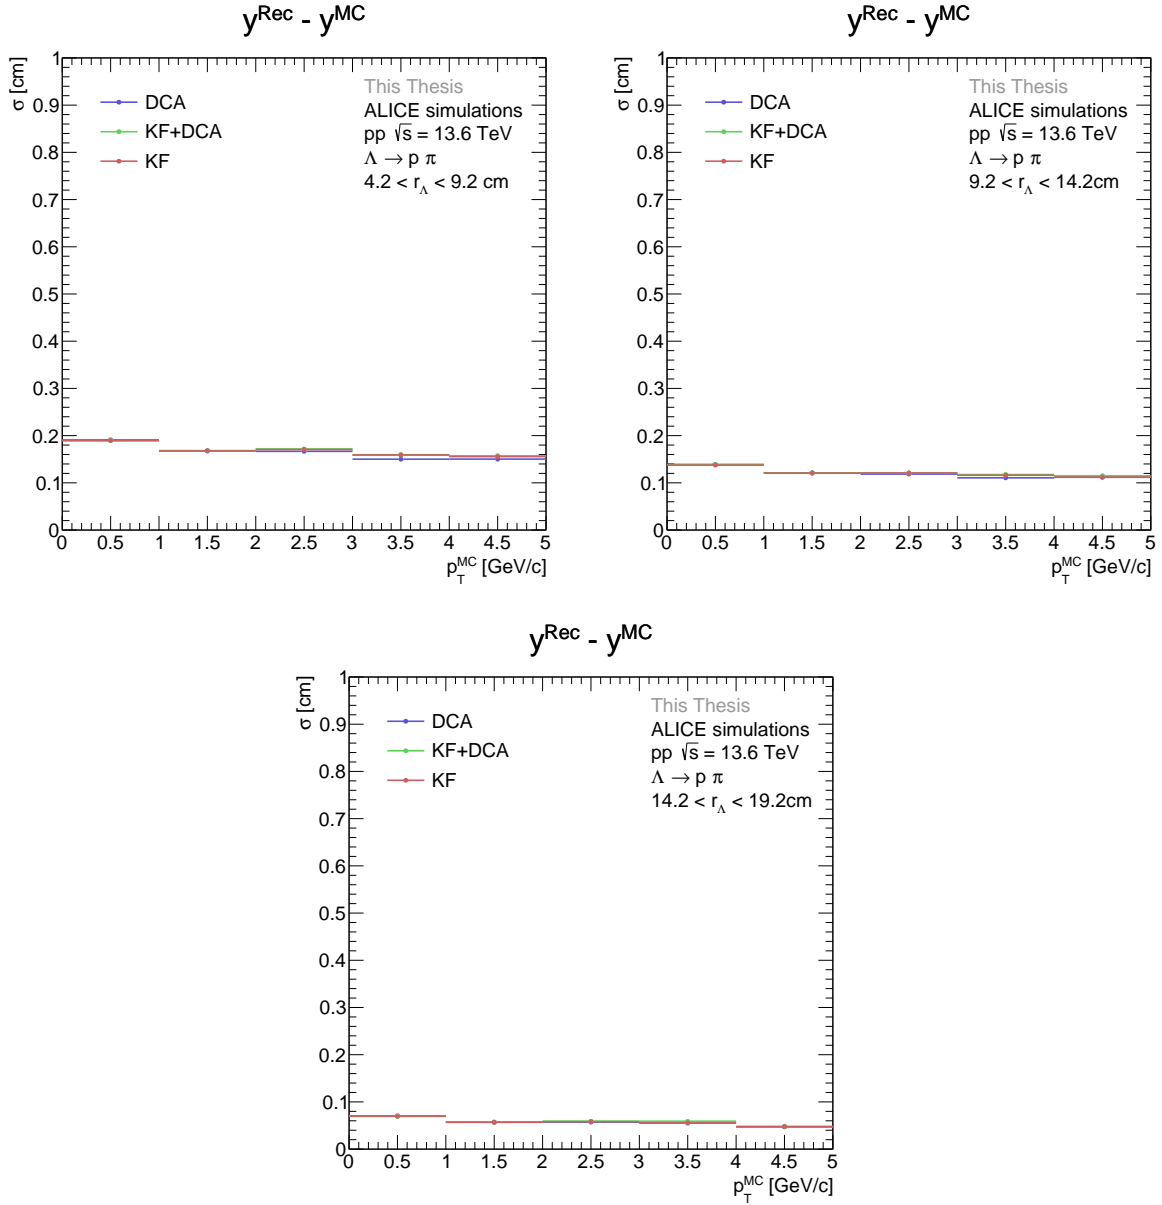 y^Rec - y^MC
σ [cm]
This Thesis
DCA
ALICE simulations
KF+DCA
pp √s = 13.6 TeV
KF
Λ → p π
4.2 < r_Λ < 9.2 cm
1
0.9
0.8
0.7
0.6
0.5
0.4
0.3
0.2
0.1
0
0 0.5 1 1.5 2 2.5 3 3.5 4 4.5 5
p_T^MC [GeV/c]
y^Rec - y^MC
σ [cm]
This Thesis
DCA
ALICE simulations
KF+DCA
pp √s = 13.6 TeV
KF
Λ → p π
9.2 < r_Λ < 14.2cm
1
0.9
0.8
0.7
0.6
0.5
0.4
0.3
0.2
0.1
0
0 0.5 1 1.5 2 2.5 3 3.5 4 4.5 5
p_T^MC [GeV/c]
y^Rec - y^MC
σ [cm]
This Thesis
DCA
ALICE simulations
KF+DCA
pp √s = 13.6 TeV
KF
Λ → p π
14.2 < r_Λ < 19.2cm
1
0.9
0.8
0.7
0.6
0.5
0.4
0.3
0.2
0.1
0
0 0.5 1 1.5 2 2.5 3 3.5 4 4.5 5
p_T^MC [GeV/c]